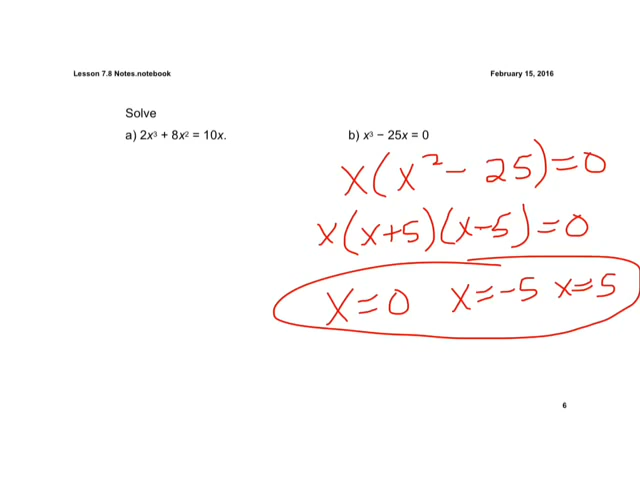 Lesson 7.8 Notes.notebook February 15, 2016
Solve
a) 2x³ + 8x² = 10x. b) x³ − 25x = 0
x(x² − 25) = 0
x(x+5)(x−5) = 0
x = 0 x = −5 x = 5
6